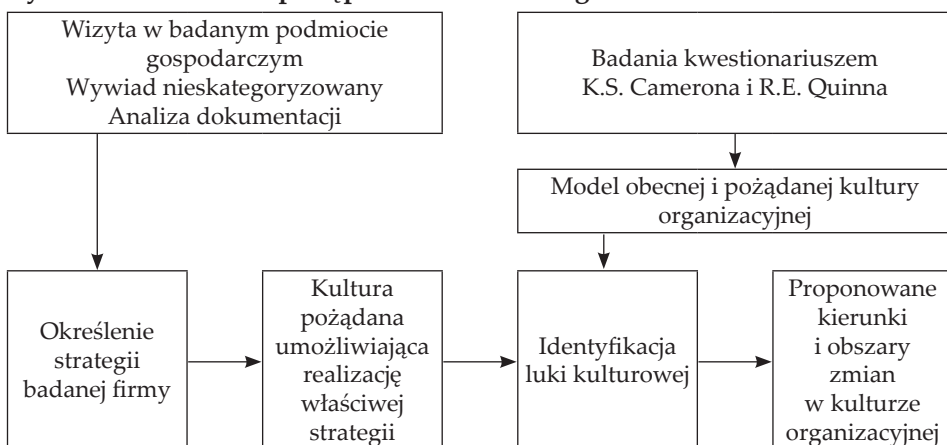 Wizyta w badanym podmiocie
gospodarczym
Wywiad nieskategoryzowany
Analiza dokumentacji
Badania kwestionariuszem
K.S. Camerona i R.E. Quinna
Model obecnej i pożądanej kultury
organizacyjnej
Określenie
strategii
badanej firmy
Kultura
pożądana
umożliwiająca
realizację
właściwej
strategii
Identyfikacja
luki kulturowej
Proponowane
kierunki
i obszary
zmian
w kulturze
organizacyjnej